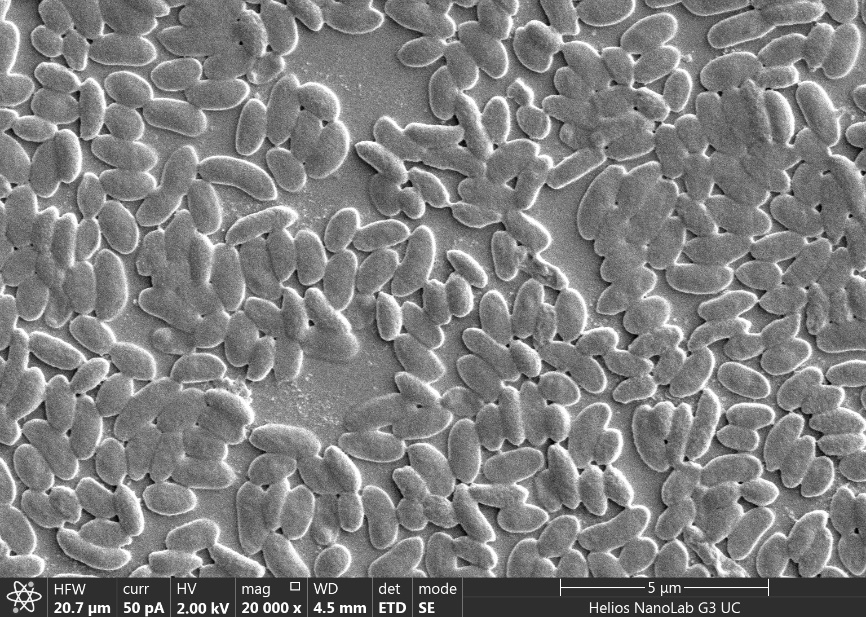 HFW curr HV mag WD det mode 5 µm
20.7 µm 50 pA 2.00 kV 20 000 x 4.5 mm ETD SE Helios NanoLab G3 UC